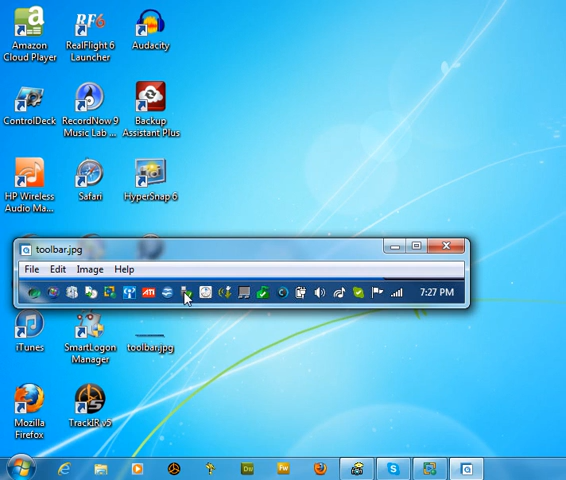 Amazon
Cloud Player
RF6
RealFlight 6
Launcher
Audacity
ControlDeck
RecordNow 9
Music Lab ...
Backup
Assistant Plus
HP Wireless
Audio Ma...
Safari
HyperSnap 6
toolbar.jpg
File Edit Image Help
ATI
7:27 PM
iTunes
SmartLogon
Manager
toolbar.jpg
Mozilla
Firefox
TrackIR v5
Dw
Fw